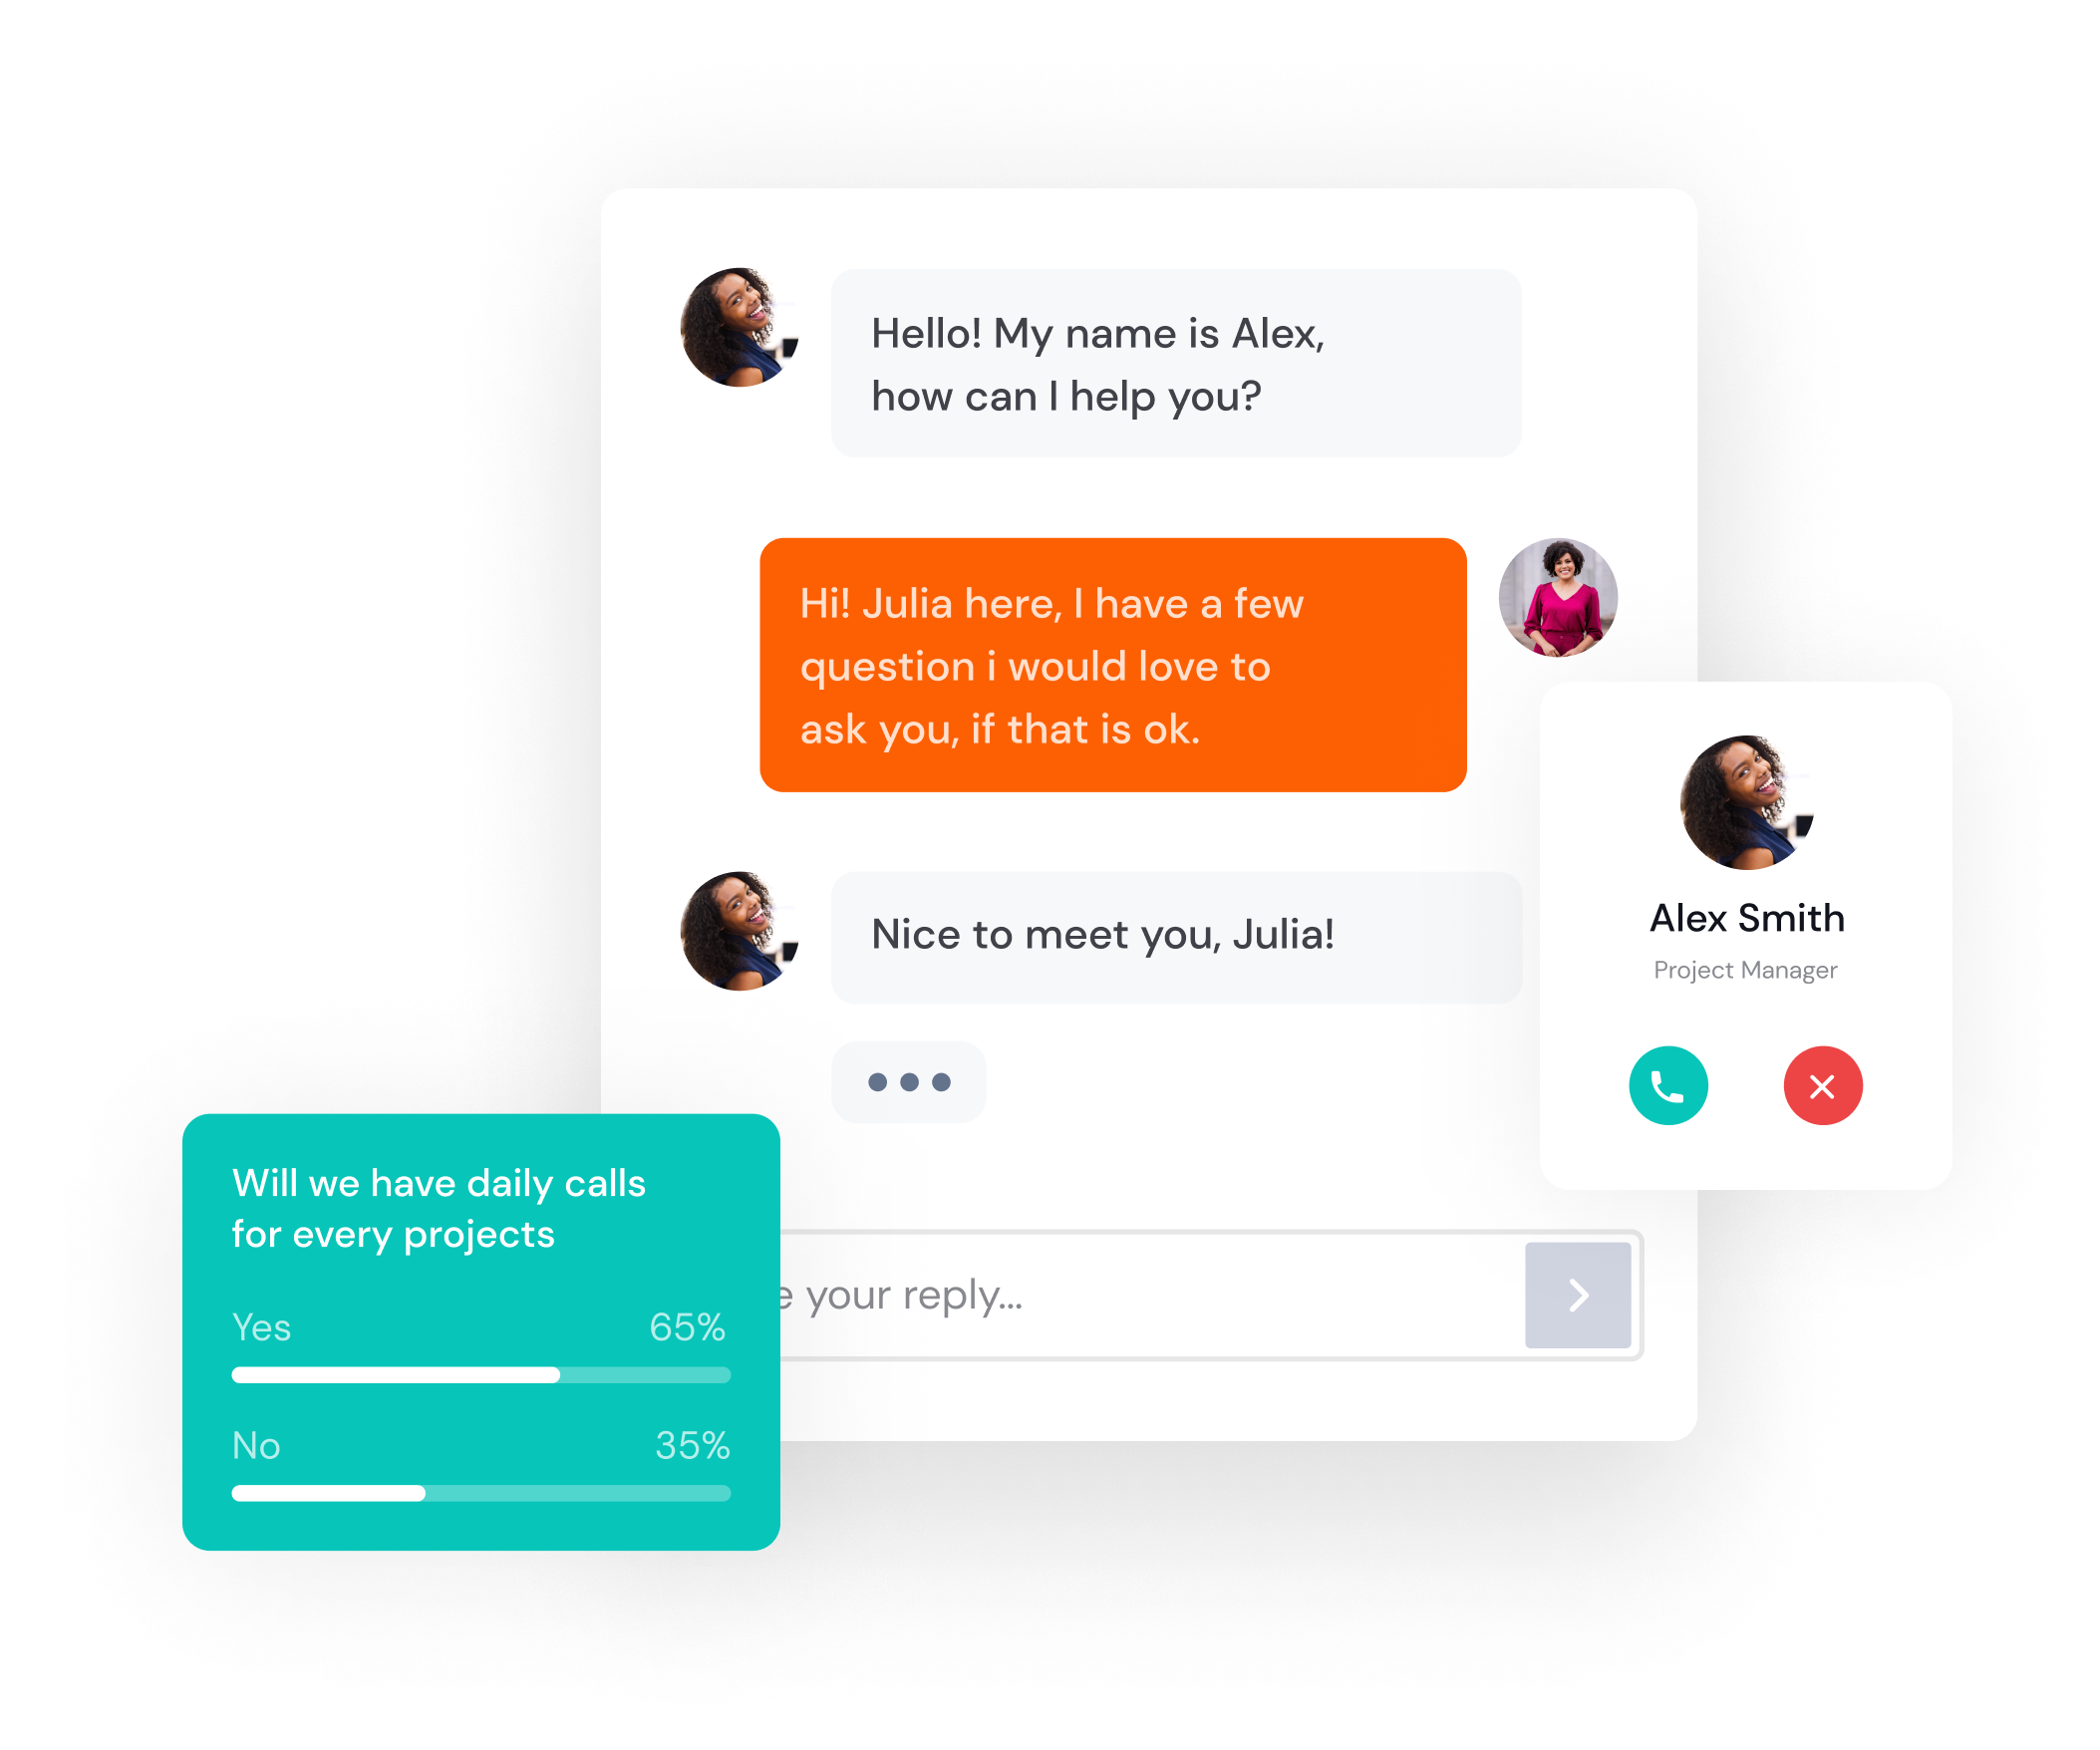 Hello! My name is Alex,
how can I help you?
Hi! Julia here, I have a few
question i would love to
ask you, if that is ok.
Nice to meet you, Julia!
Alex Smith
Project Manager
Will we have daily calls
for every projects
Yes 65%
No 35%
your reply...